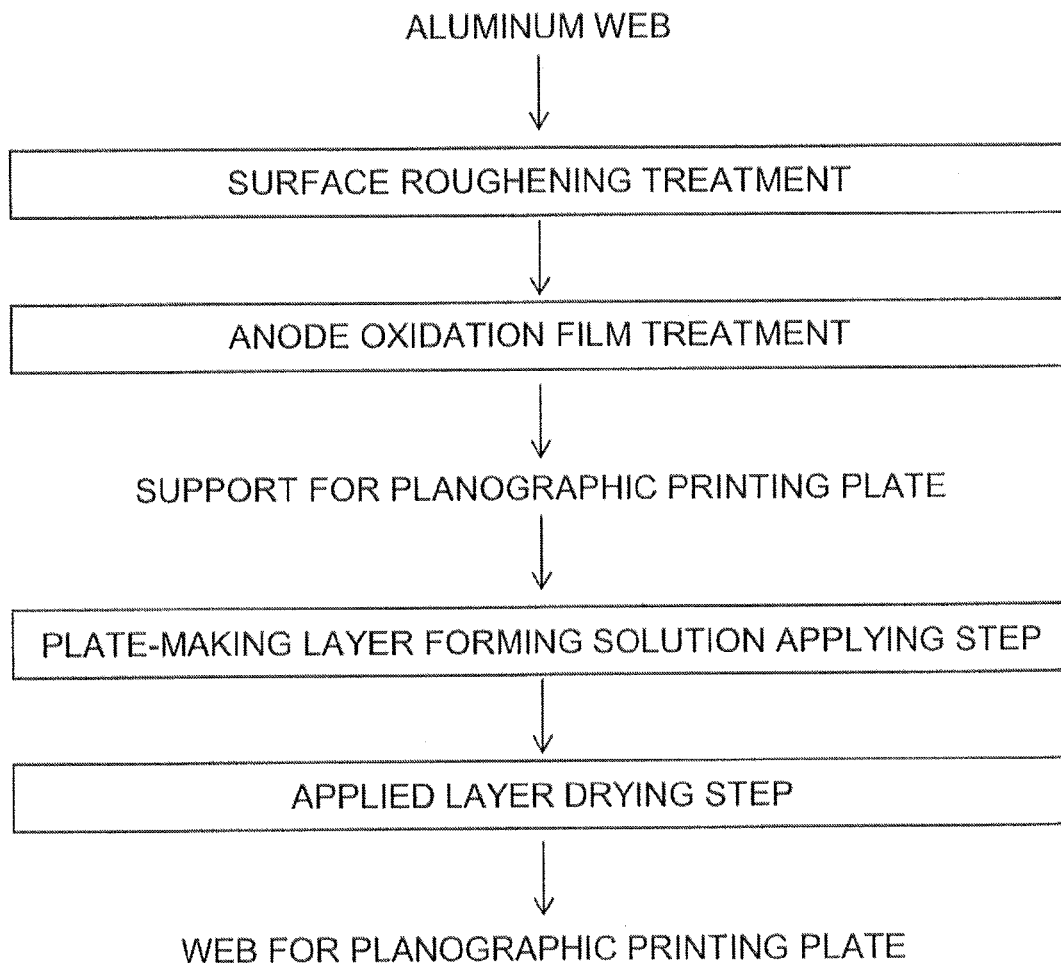 ALUMINUM WEB
SURFACE ROUGHENING TREATMENT
ANODE OXIDATION FILM TREATMENT
SUPPORT FOR PLANOGRAPHIC PRINTING PLATE
PLATE-MAKING LAYER FORMING SOLUTION APPLYING STEP
APPLIED LAYER DRYING STEP
WEB FOR PLANOGRAPHIC PRINTING PLATE